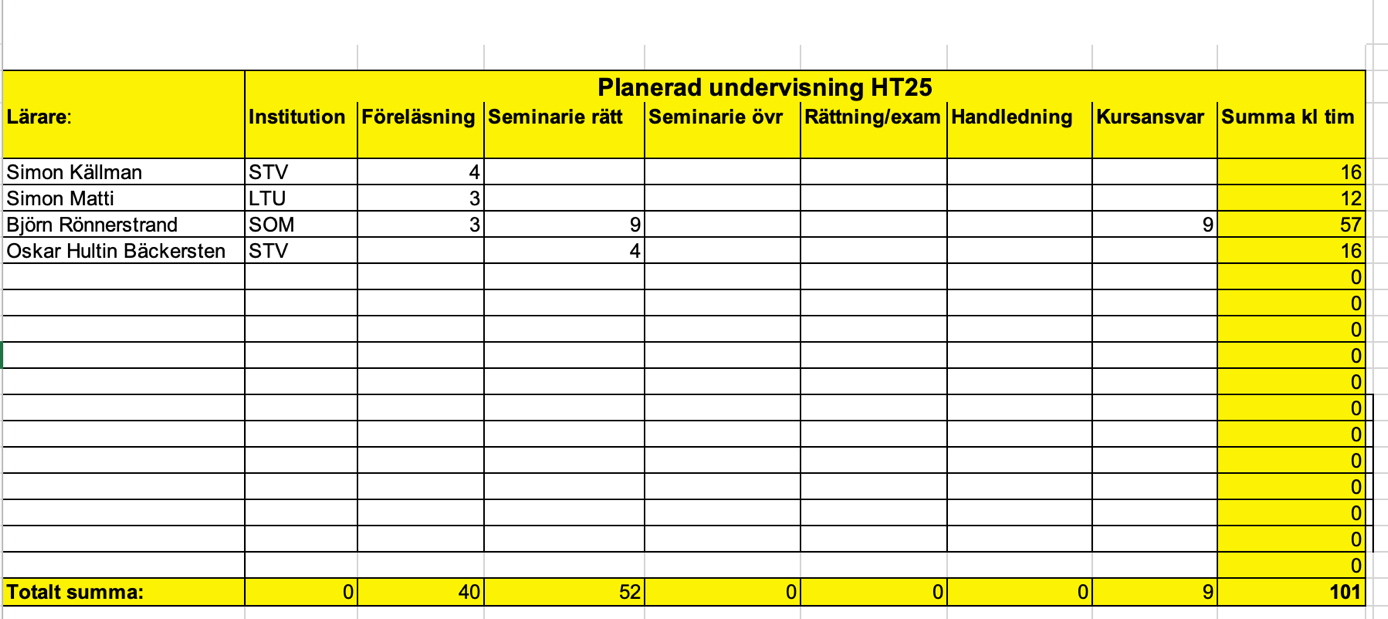 Planerad undervisning HT25
Lärare: Institution Föreläsning Seminarie rätt Seminarie övr Rättning/exam Handledning Kursansvar Summa kl tim
Simon Källman STV 4 16
Simon Matti LTU 3 12
Björn Rönnerstrand SOM 3 9 9 57
Oskar Hultin Bäckersten STV 4 16
0
0
0
0
0
0
0
0
0
0
0
0
Totalt summa: 0 40 52 0 0 0 9 101